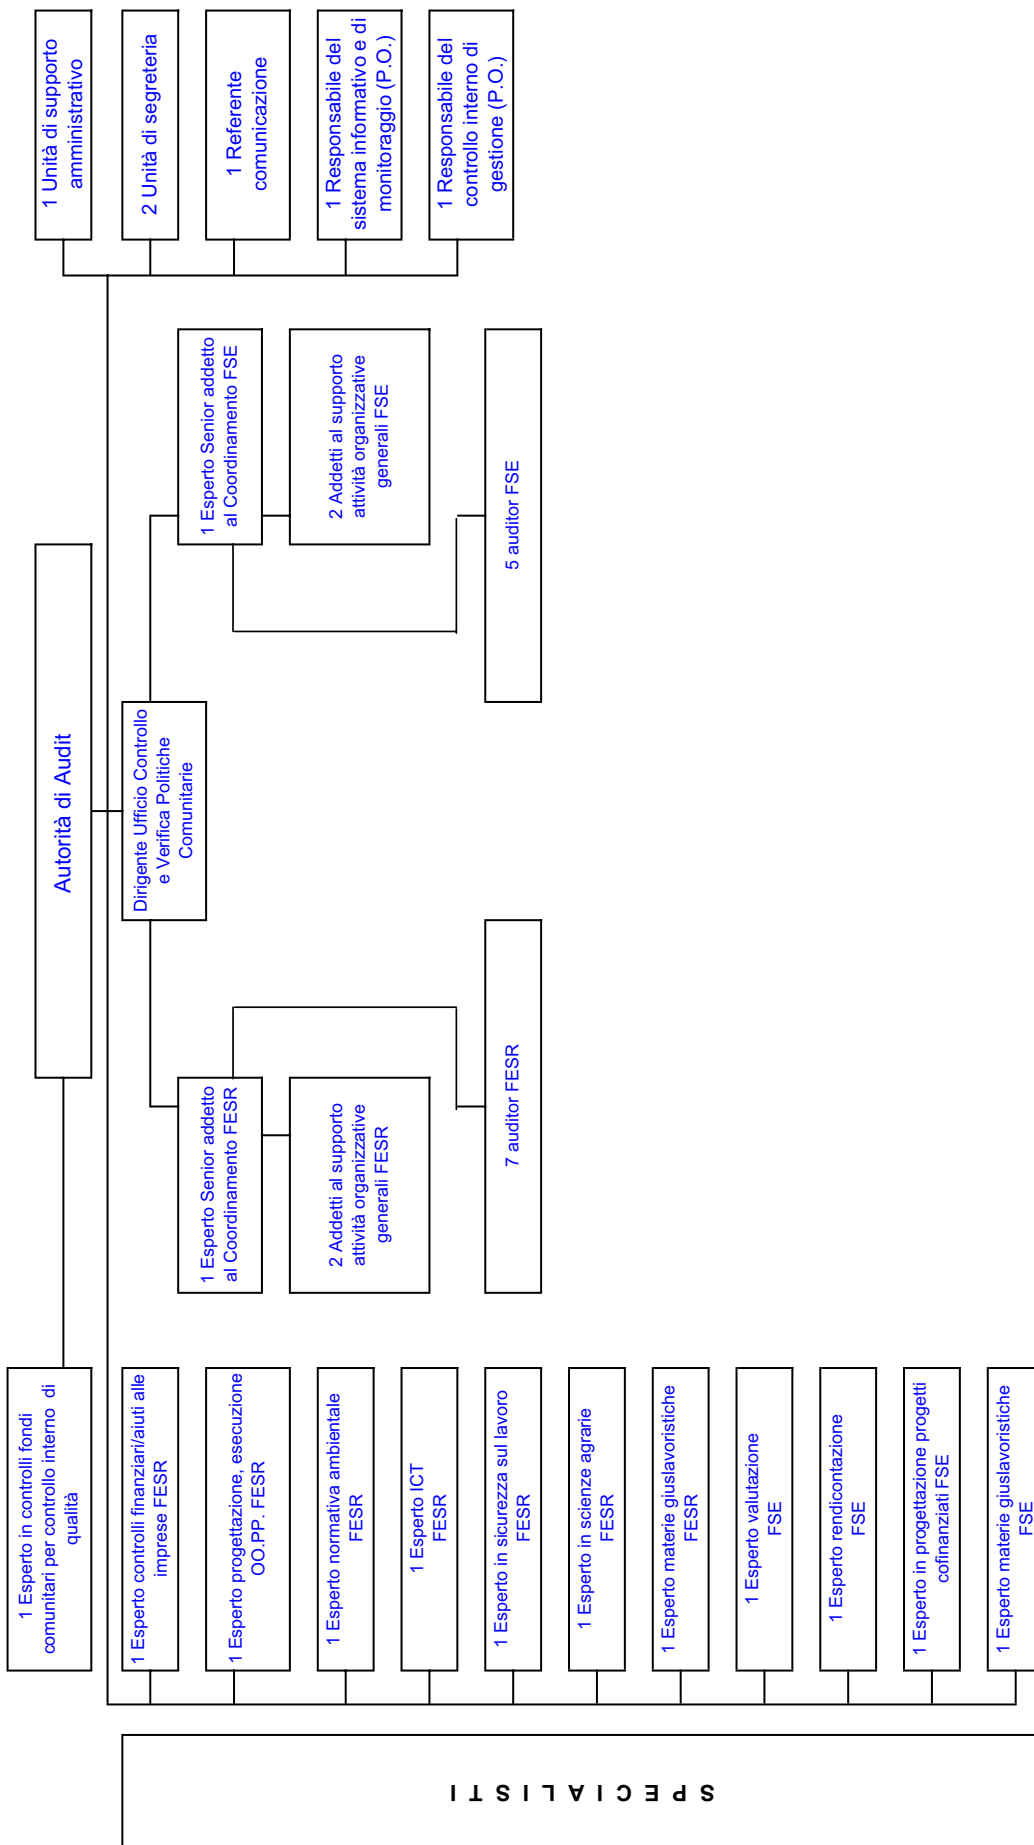 1 Esperto in controlli fondi
comunitari per controllo interno di
qualità
Autorità di Audit
1 Unità di supporto
amministrativo
Dirigente Ufficio Controllo
e Verifica Politiche
Comunitarie
2 Unità di segreteria
1 Referente
comunicazione
1 Responsabile del
sistema informativo e di
monitoraggio (P.O.)
1 Responsabile del
controllo interno di
gestione (P.O.)
1 Esperto Senior addetto
al Coordinamento FESR
2 Addetti al supporto
attività organizzative
generali FESR
7 auditor FESR
1 Esperto Senior addetto
al Coordinamento FSE
2 Addetti al supporto
attività organizzative
generali FSE
5 auditor FSE
SPECIALISTI
1 Esperto controlli finanziari/aiuti alle
imprese FESR
1 Esperto progettazione, esecuzione
OO.PP. FESR
1 Esperto normativa ambientale
FESR
1 Esperto ICT
FESR
1 Esperto in sicurezza sul lavoro
FESR
1 Esperto in scienze agrarie
FESR
1 Esperto materie giuslavoristiche
FESR
1 Esperto valutazione
FSE
1 Esperto rendicontazione
FSE
1 Esperto in progettazione progetti
cofinanziati FSE
1 Esperto materie giuslavoristiche
FSE